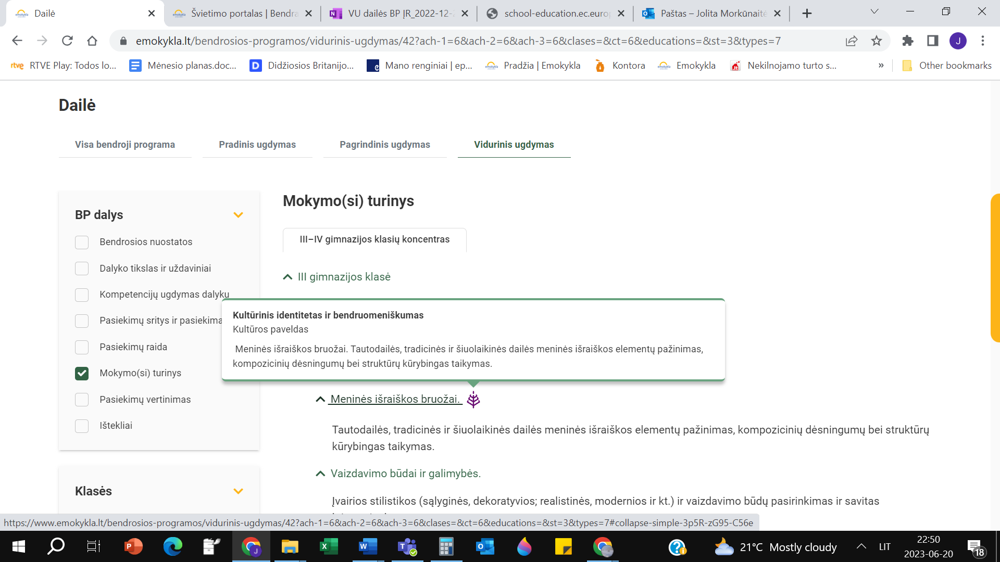 Dailė
Švietimo portalas | Bendra
VU dailės BP ĮR_2022-12-2
school-education.ec.europ
Paštas – Jolita Morkūnaitė
emokykla.lt/bendrosios-programos/vidurinis-ugdymas/42?ach-1=6&ach-2=6&ach-3=6&clases=&ct=6&educations=&st=3&types=7
J
rtve RTVE Play: Todos lo...
Mėnesio planas.doc...
D Didžiosios Britanijo...
e Mano renginiai | ep...
Pradžia | Emokykla
Kontora
Emokykla
Nekilnojamo turto s...
»
Other bookmarks
Dailė
Visa bendroji programa
Pradinis ugdymas
Pagrindinis ugdymas
Vidurinis ugdymas
BP dalys
Bendrosios nuostatos
Dalyko tikslas ir uždaviniai
Kompetencijų ugdymas dalyku
Pasiekimų sritys ir pasiekima
Pasiekimų raida
Mokymo(si) turinys
Pasiekimų vertinimas
Ištekliai
Klasės
Mokymo(si) turinys
III–IV gimnazijos klasių koncentras
III gimnazijos klasė
Kultūrinis identitetas ir bendruomeniškumas
Kultūros paveldas
Meninės išraiškos bruožai. Tautodailės, tradicinės ir šiuolaikinės dailės meninės išraiškos elementų pažinimas,
kompozicinių dėsningumų bei struktūrų kūrybingas taikymas.
Meninės išraiškos bruožai.
Tautodailės, tradicinės ir šiuolaikinės dailės meninės išraiškos elementų pažinimas, kompozicinių dėsningumų bei struktūrų
kūrybingas taikymas.
Vaizdavimo būdai ir galimybės.
Įvairios stilistikos (sąlyginės, dekoratyvios; realistinės, modernios ir kt.) ir vaizdavimo būdų pasirinkimas ir savitas
https://www.emokykla.lt/bendrosios-programos/vidurinis-ugdymas/42?ach-1=6&ach-2=6&ach-3=6&clases=&ct=6&educations=&st=3&types=7#collapse-simple-3p5R-zG95-C56e
21°C Mostly cloudy
LIT
22:50
2023-06-20
18